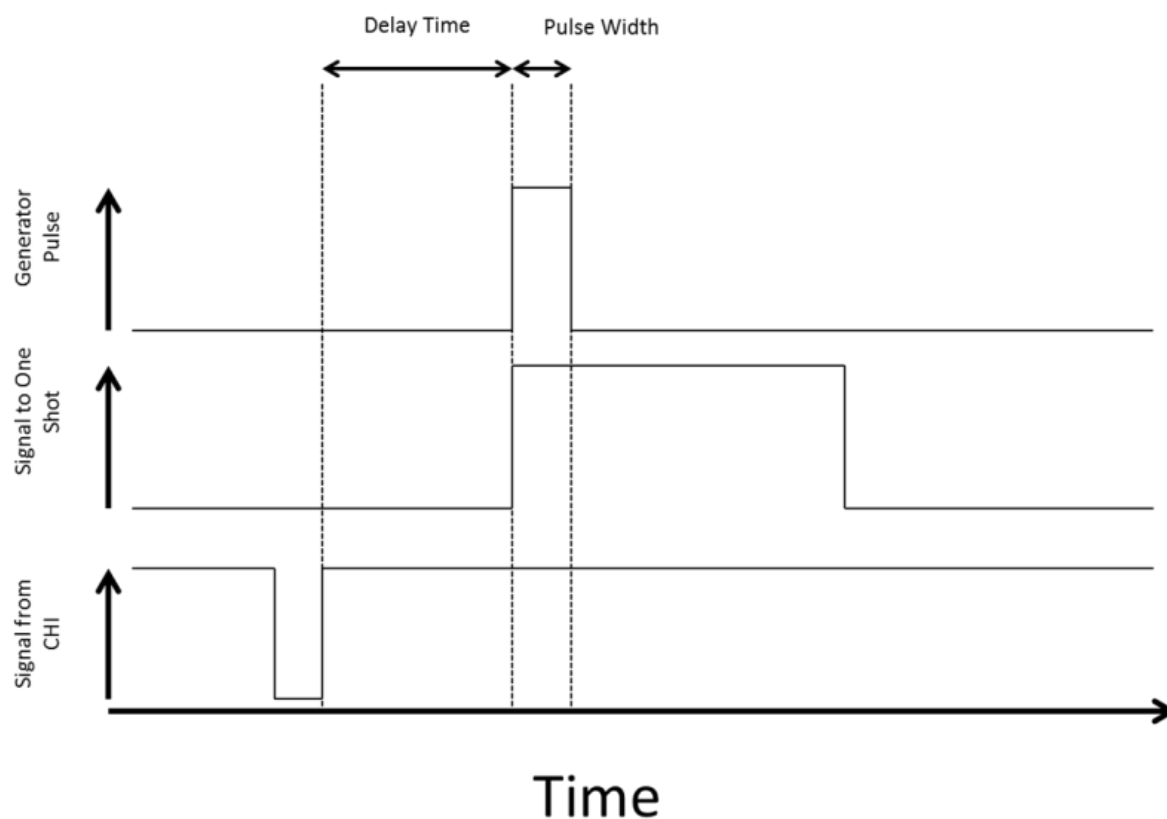 Delay Time
Pulse Width
Generator
Pulse
Signal to One
Shot
Signal from
CHI
Time